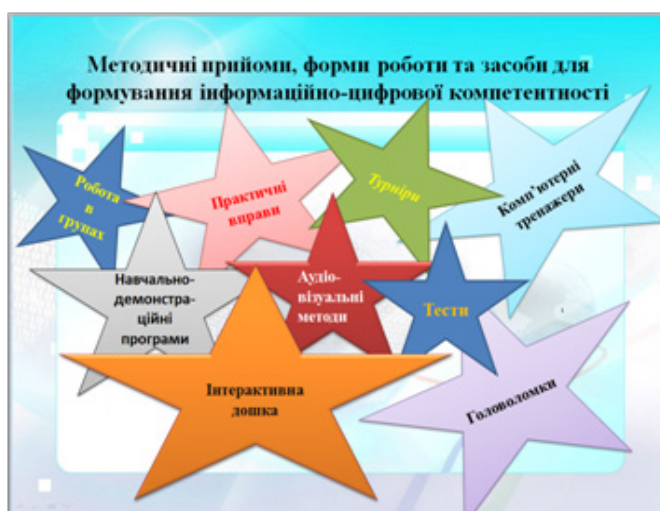 Методичні прийоми, форми роботи та засоби для
формування інформаційно-цифрової компетентності
Робота
в
групах
Практичні
вправи
Турніри
Комп'ютерні
тренажери
Навчально-
демонстра-
ційні
програми
Аудіо-
візуальні
методи
Тести
Інтерактивна
дошка
Головоломки